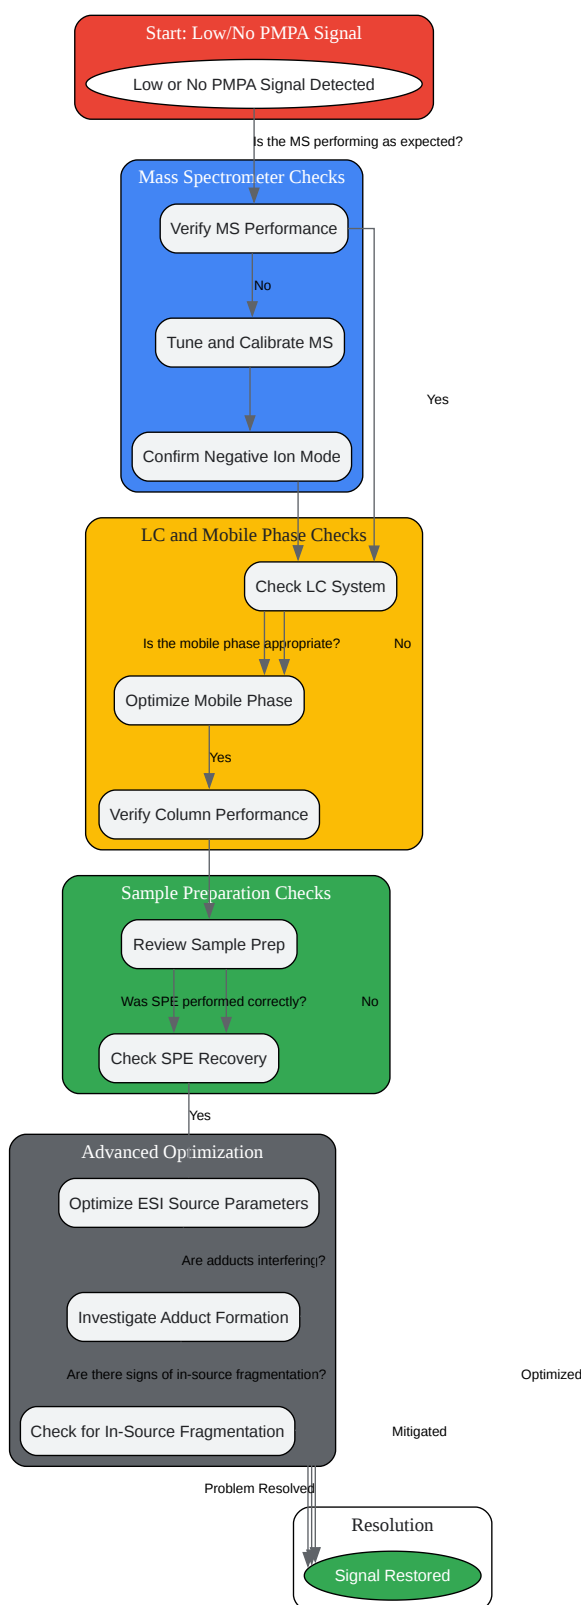 Start: Low/No PMPA Signal
Low or No PMPA Signal Detected
Is the MS performing as expected?
Mass Spectrometer Checks
Verify MS Performance
No
Tune and Calibrate MS
Yes
Confirm Negative Ion Mode
LC and Mobile Phase Checks
Check LC System
Is the mobile phase appropriate?
No
Optimize Mobile Phase
Yes
Verify Column Performance
Sample Preparation Checks
Review Sample Prep
Was SPE performed correctly?
No
Check SPE Recovery
Yes
Advanced Optimization
Optimize ESI Source Parameters
Are adducts interfering?
Investigate Adduct Formation
Are there signs of in-source fragmentation?
Optimized
Check for In-Source Fragmentation
Mitigated
Problem Resolved
Resolution
Signal Restored